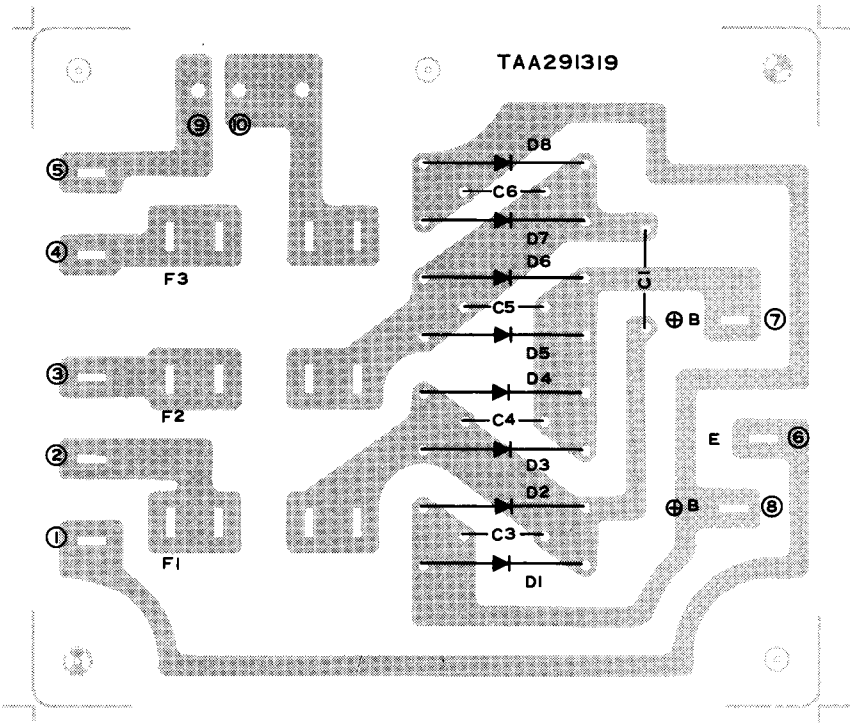 TAA291319
⑨ ⑩
D8
⑤
C6
D7
④
D6
F3
C1
C5
⊕ B ⑦
D5
③
D4
F2
C4
E ⑥
②
D3
D2
⊕ B ⑧
①
C3
F1
D1